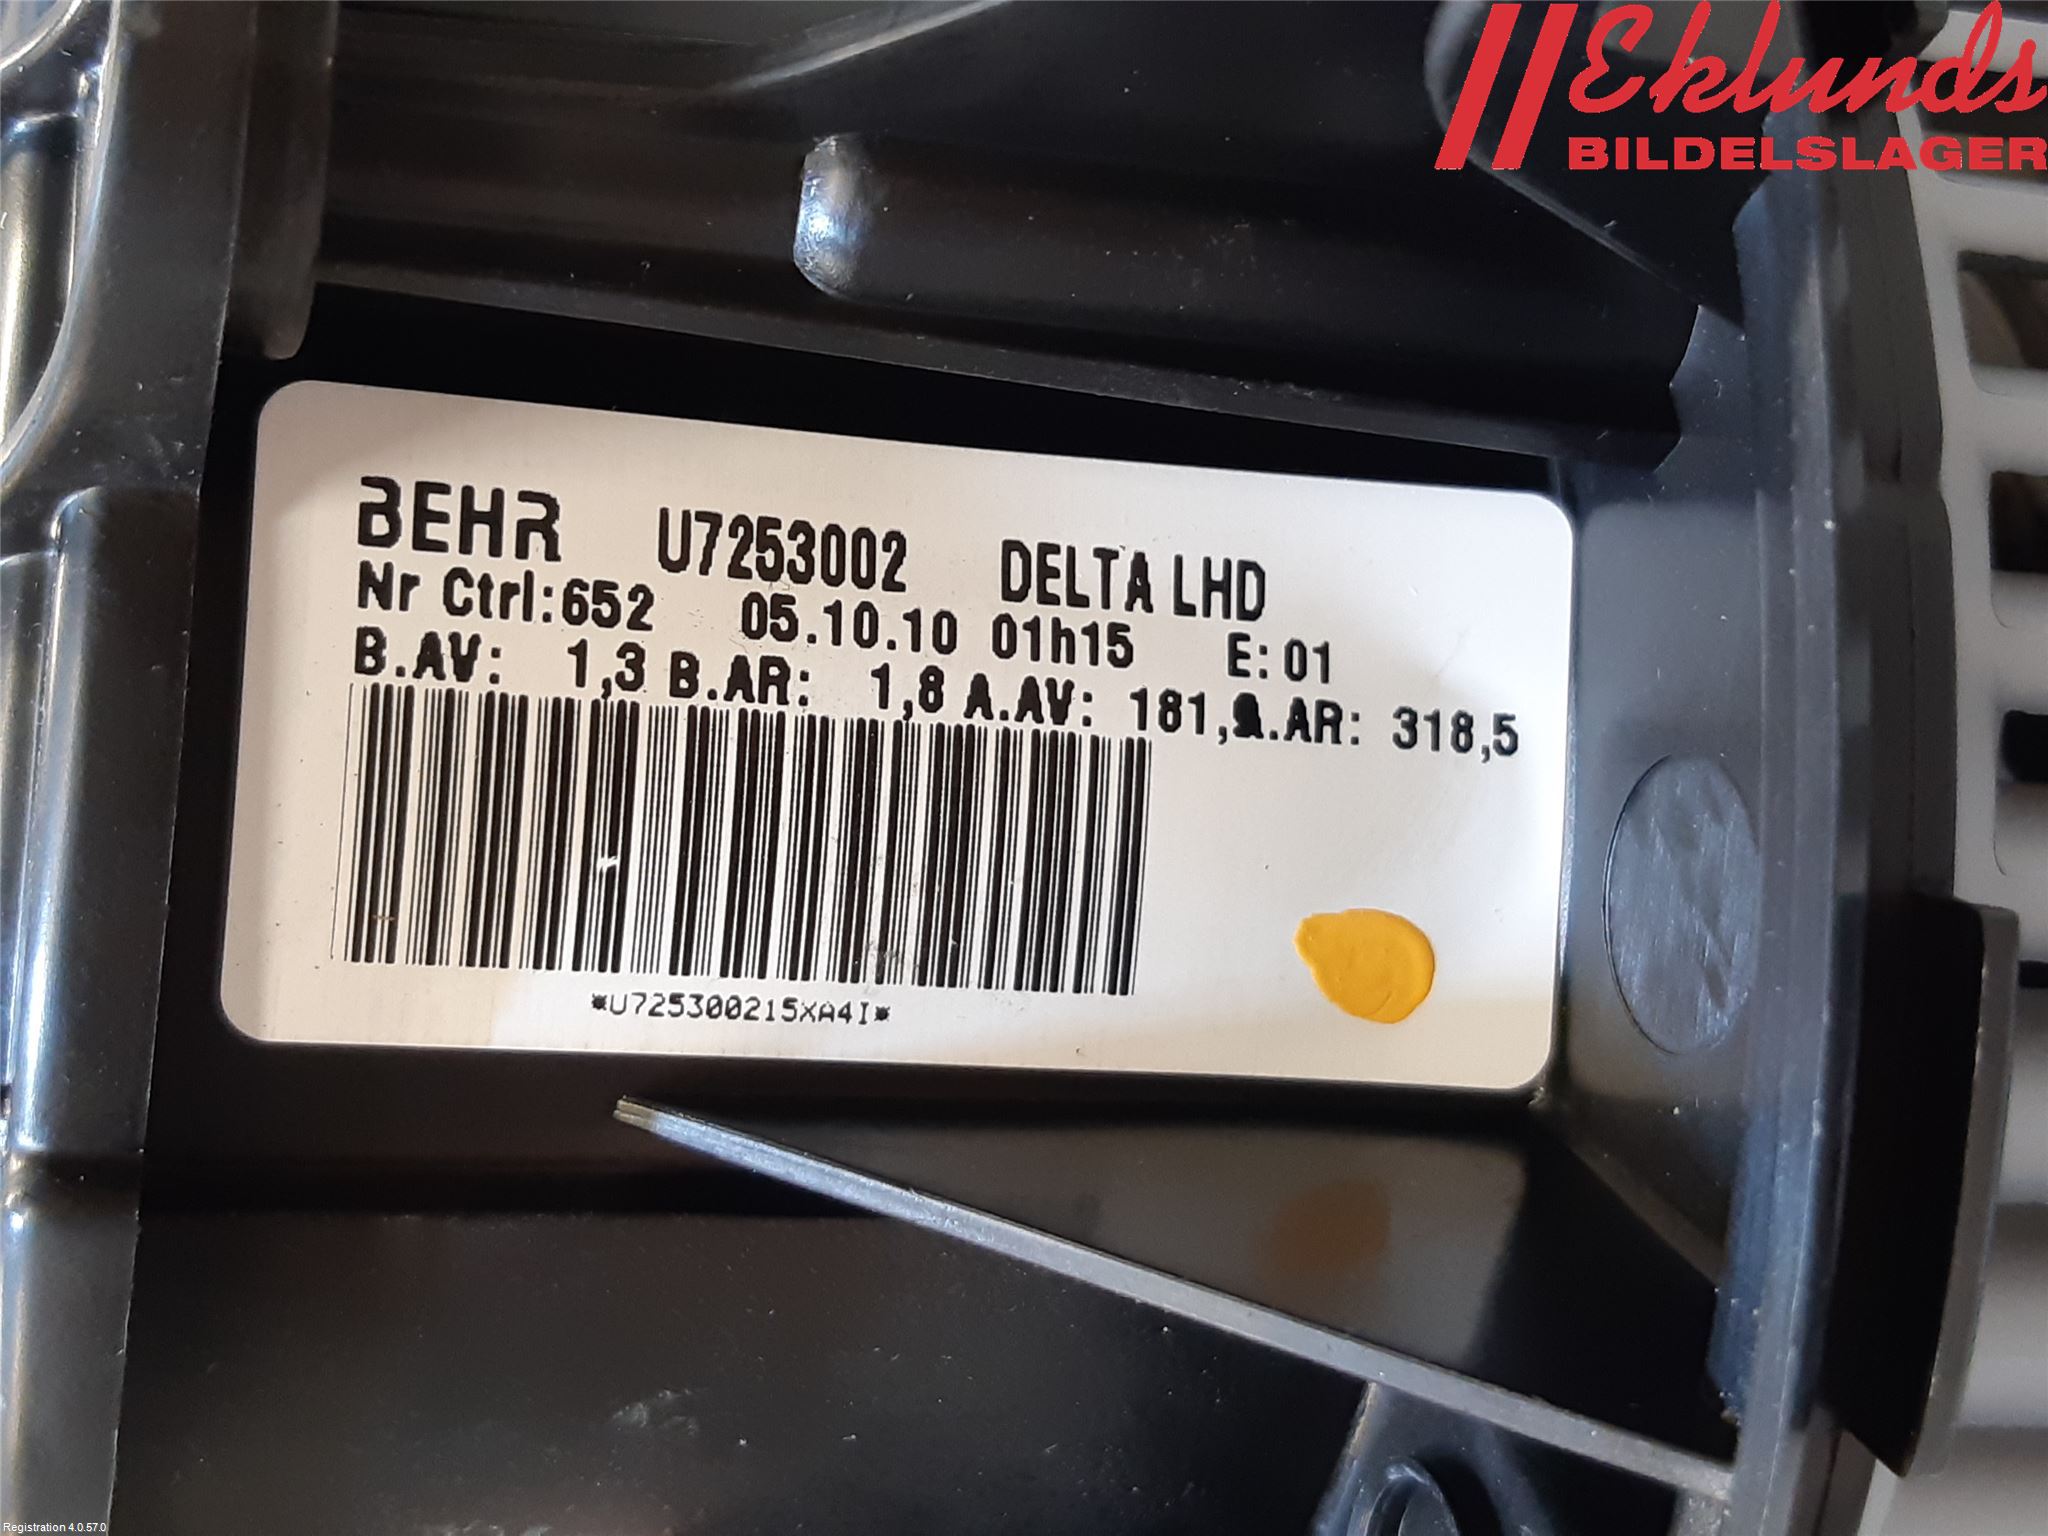 Eklunds
BILDELSLAGER
BEHR U7253002 DELTA LHD
Nr Ctrl:652 05.10.10 01h15 E:01
B.AV: 1,3 B.AR: 1,8 A.AV: 181, .AR: 318,5
*U725300215XA4I*
Registration 4.0.57.0